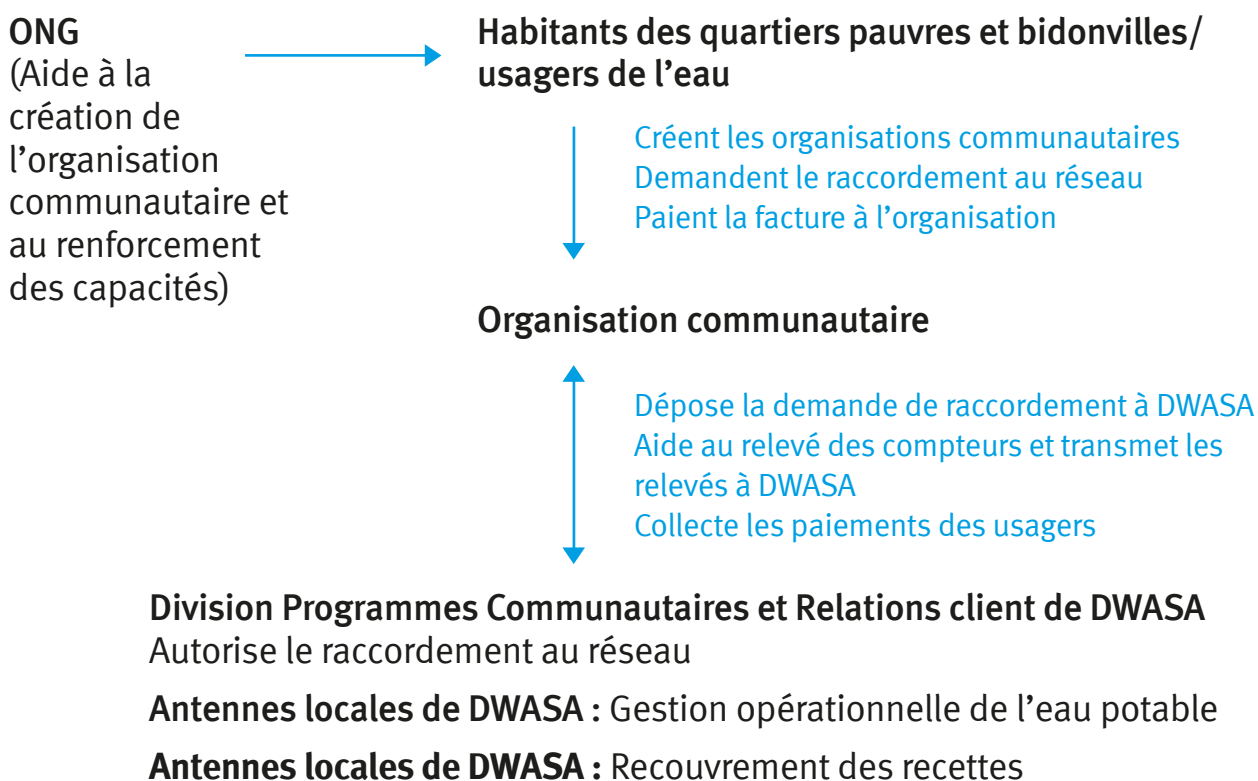 ONG
(Aide à la
création de
l’organisation
communautaire et
au renforcement
des capacités)
Habitants des quartiers pauvres et bidonvilles/
usagers de l’eau
Créent les organisations communautaires
Demandent le raccordement au réseau
Paient la facture à l’organisation
Organisation communautaire
Dépose la demande de raccordement à DWASA
Aide au relevé des compteurs et transmet les
relevés à DWASA
Collecte les paiements des usagers
Division Programmes Communautaires et Relations client de DWASA
Autorise le raccordement au réseau
Antennes locales de DWASA : Gestion opérationnelle de l’eau potable
Antennes locales de DWASA : Recouvrement des recettes